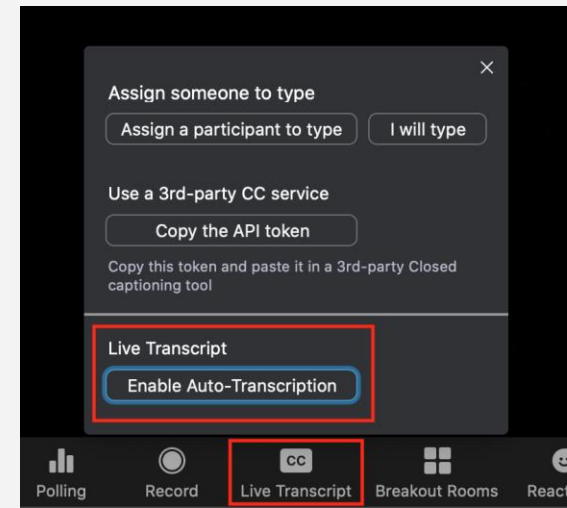 Assign someone to type
Assign a participant to type I will type
Use a 3rd-party CC service
Copy the API token
Copy this token and paste it in a 3rd-party Closed
captioning tool
Live Transcript
Enable Auto-Transcription
CC
Polling Record Live Transcript Breakout Rooms React